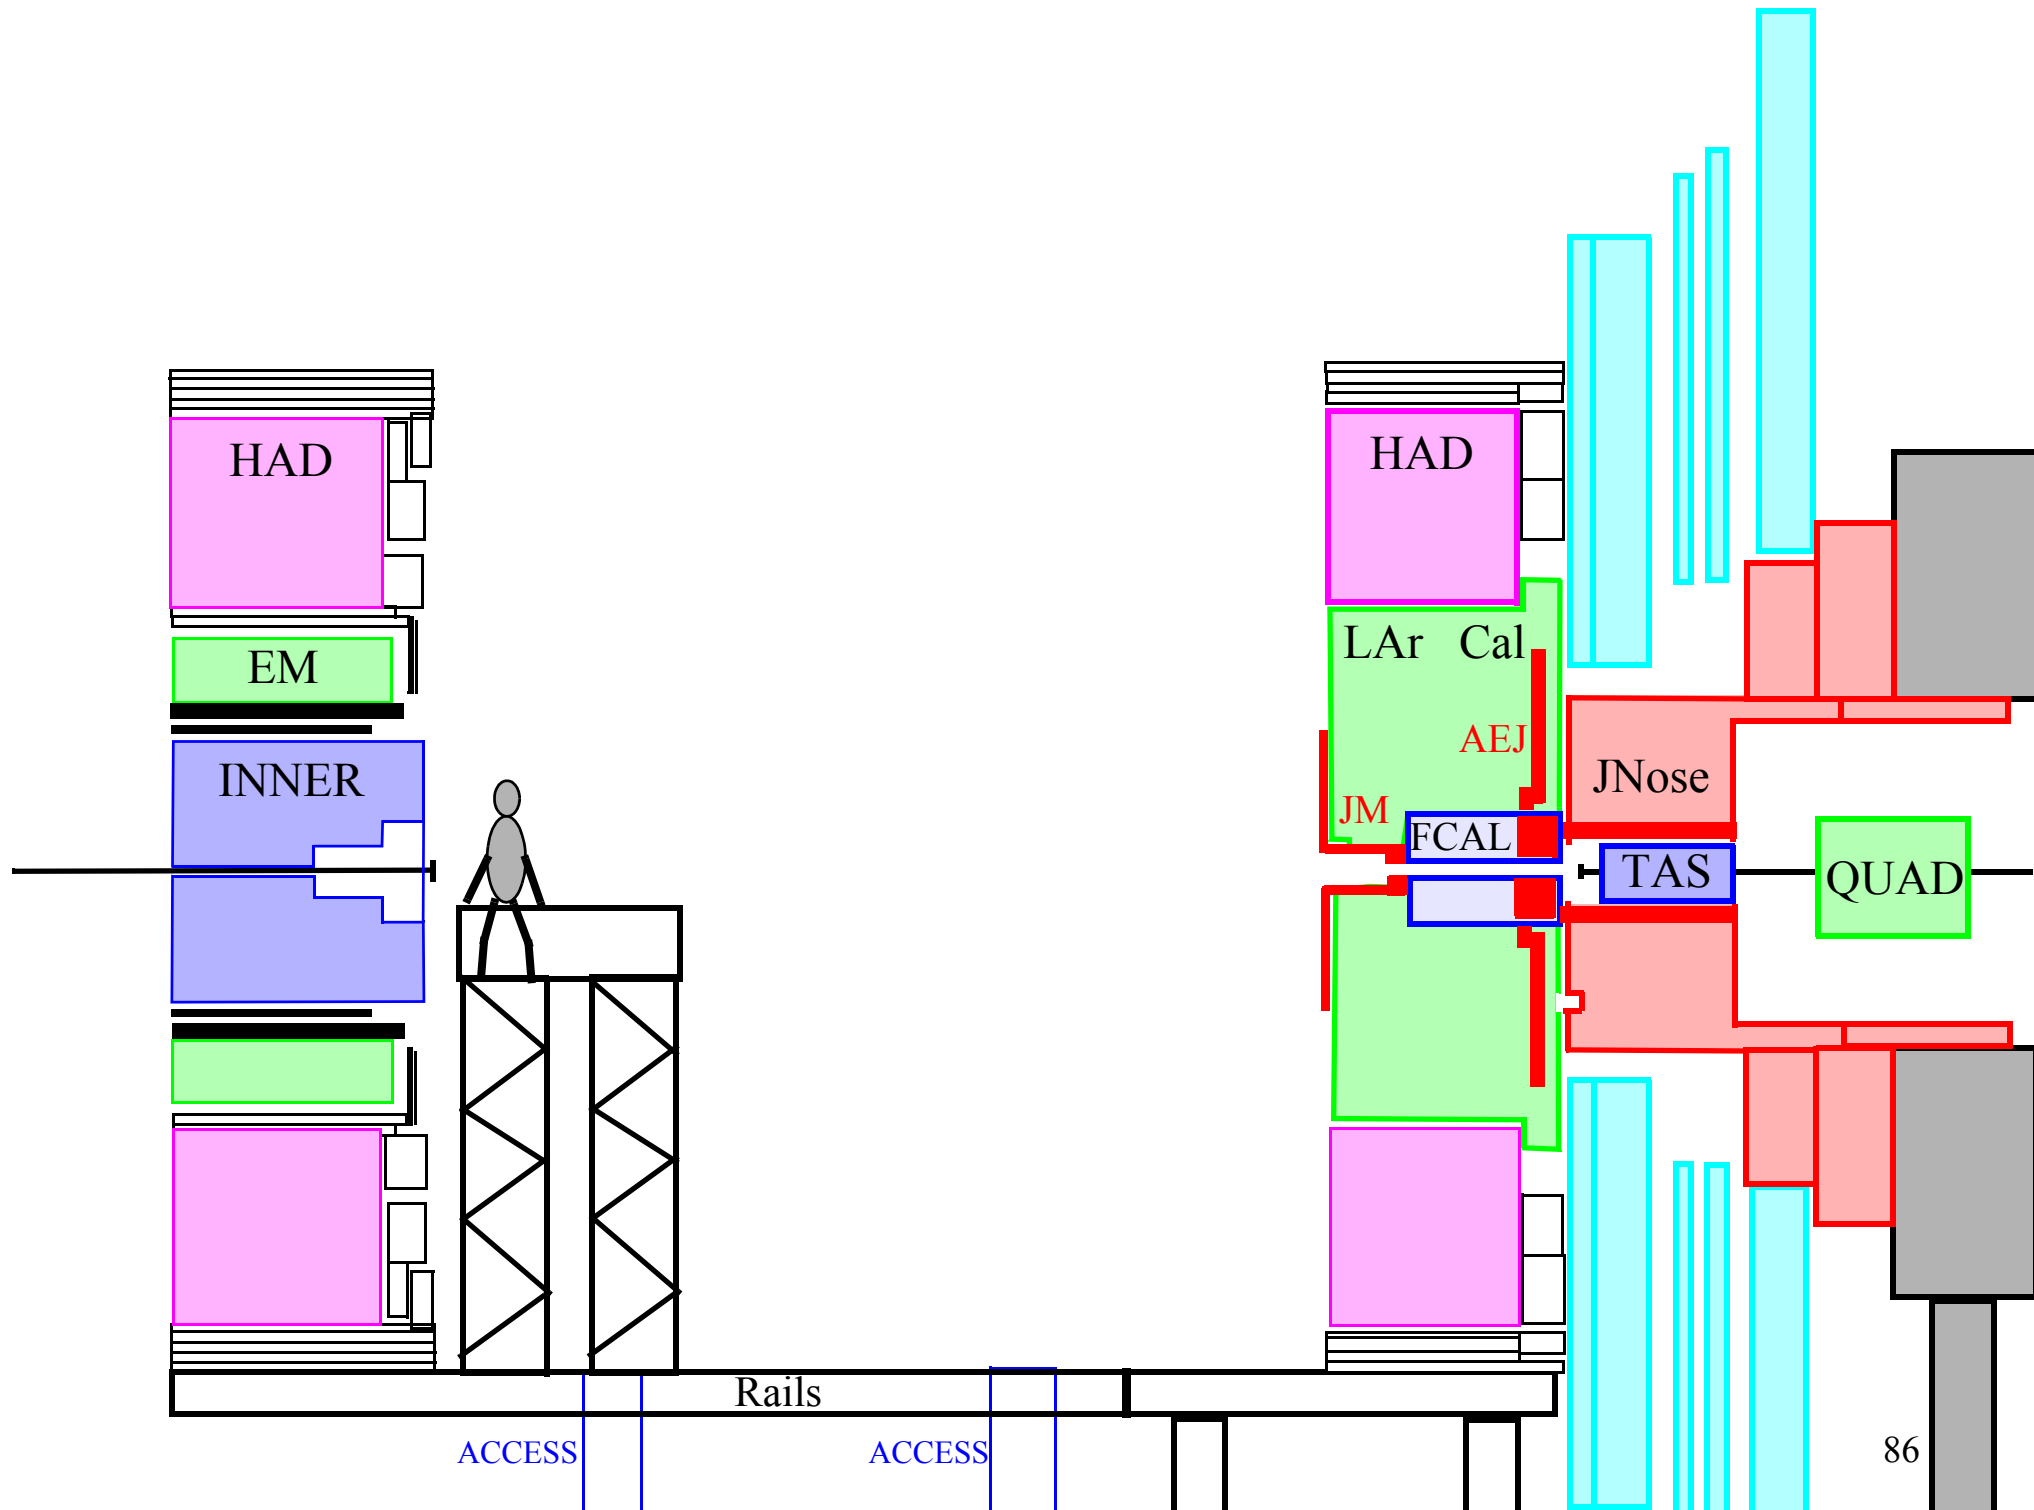 HAD
HAD
LAr Cal
EM
AEJ
INNER
JNose
JM
FCAL
TAS
QUAD
Rails
ACCESS
ACCESS
86